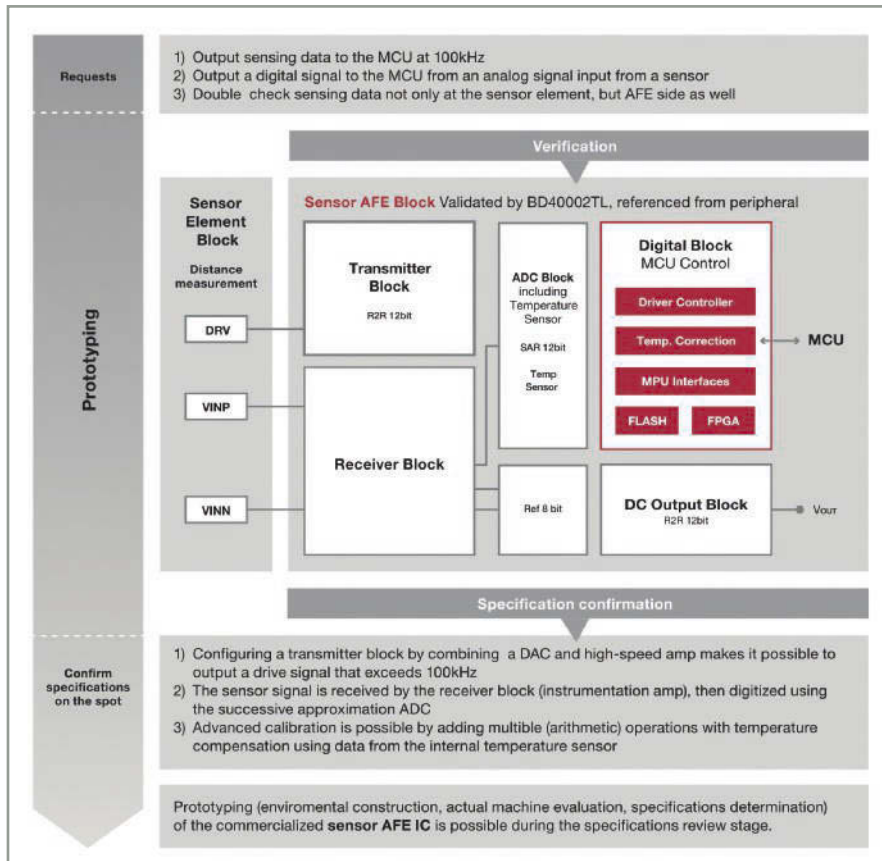 Requests
1) Output sensing data to the MCU at 100kHz
2) Output a digital signal to the MCU from an analog signal input from a sensor
3) Double check sensing data not only at the sensor element, but AFE side as well
Prototyping
Verification
Sensor
Element
Block
Distance
measurement
DRV
VINP
VINN
Sensor AFE Block Validated by BD40002TL, referenced from peripheral
Transmitter
Block
R2R 12bit
Receiver Block
ADC Block
including
Temperature
Sensor
SAR 12bit
Temp
Sensor
Ref 8 bit
Digital Block
MCU Control
Driver Controller
Temp. Correction
MPU Interfaces
FLASH
FPGA
MCU
DC Output Block
R2R 12bit
VOUT
Specification confirmation
Confirm
specifications
on the spot
1) Configuring a transmitter block by combining a DAC and high-speed amp makes it possible to
output a drive signal that exceeds 100kHz
2) The sensor signal is received by the receiver block (instrumentation amp), then digitized using
the successive approximation ADC
3) Advanced calibration is possible by adding multiple (arithmetic) operations with temperature
compensation using data from the internal temperature sensor
Prototyping (enviromental construction, actual machine evaluation, specifications determination)
of the commercialized sensor AFE IC is possible during the specifications review stage.